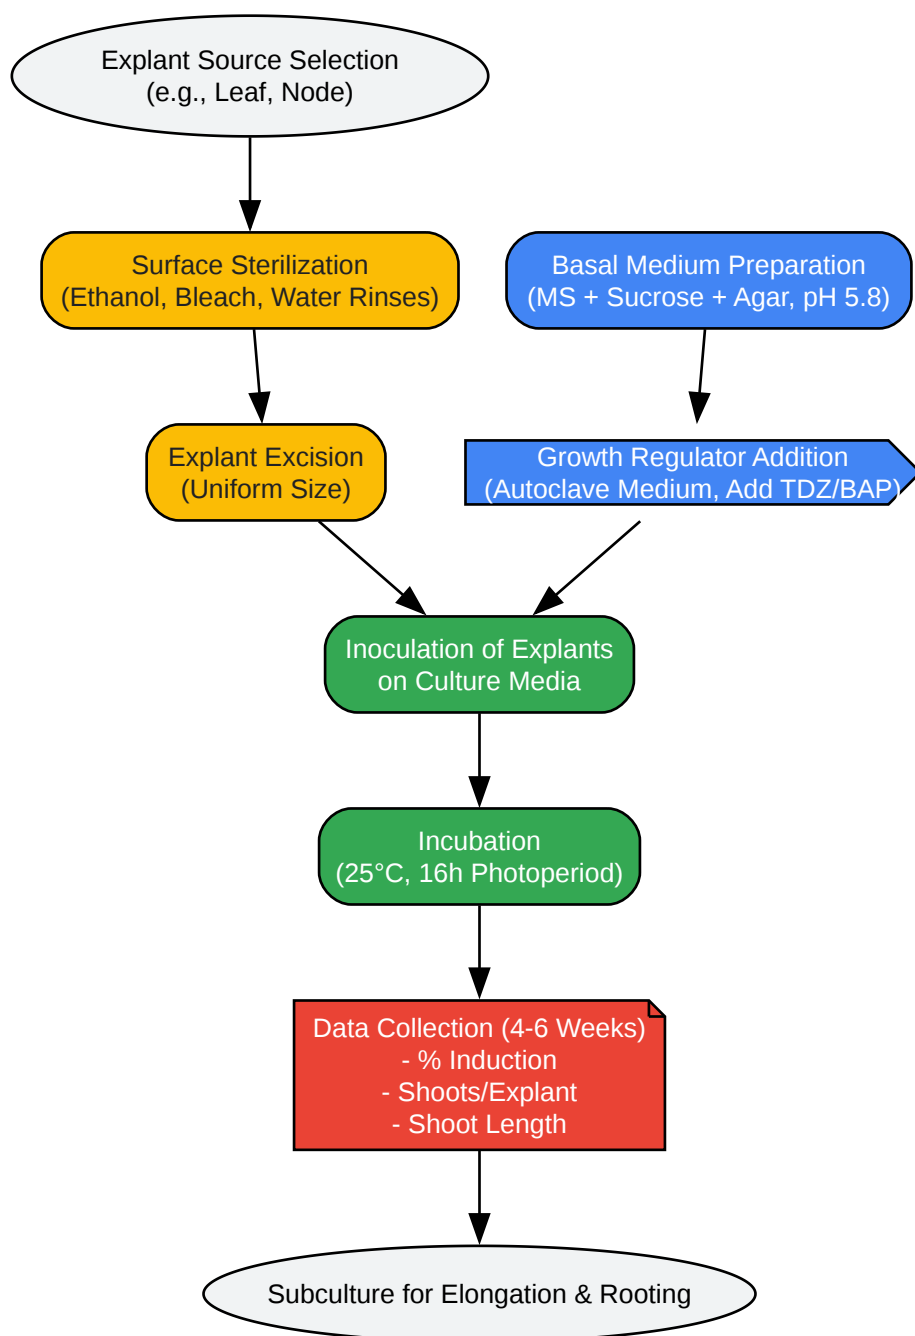 Explant Source Selection
(e.g., Leaf, Node)
Surface Sterilization
(Ethanol, Bleach, Water Rinses)
Basal Medium Preparation
(MS + Sucrose + Agar, pH 5.8)
Explant Excision
(Uniform Size)
Growth Regulator Addition
(Autoclave Medium, Add TDZ/BAP)
Inoculation of Explants
on Culture Media
Incubation
(25°C, 16h Photoperiod)
Data Collection (4-6 Weeks)
- % Induction
- Shoots/Explant
- Shoot Length
Subculture for Elongation & Rooting